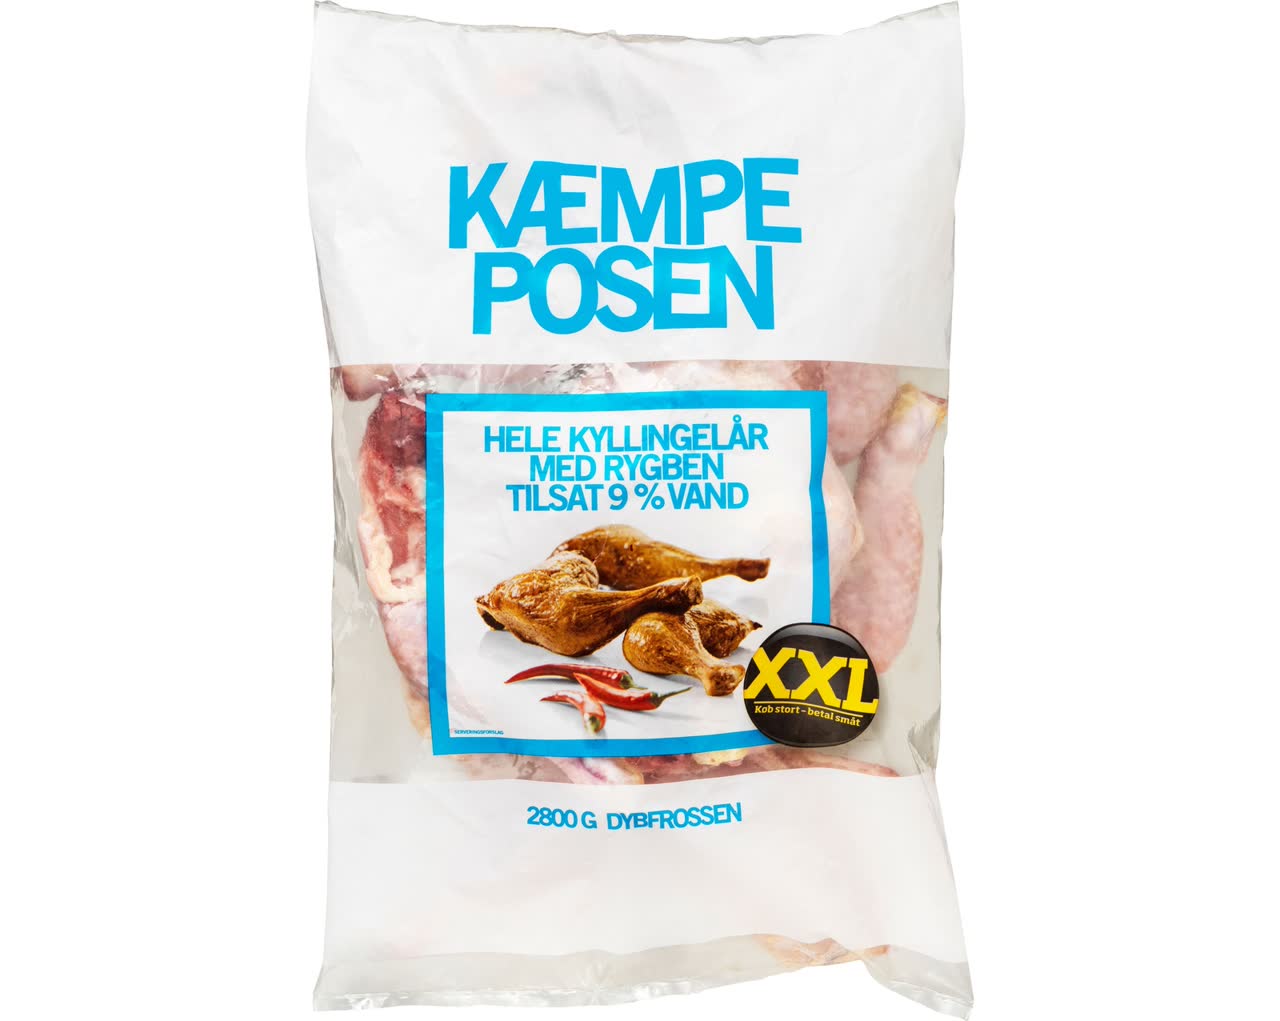 KÆMPE
POSEN
HELE KYLLINGELÅR
MED RYGBEN
TILSAT 9 % VAND
XXL
Køb stort – betal småt
SERVERINGSFORSLAG
2800 G DYBFROSSEN